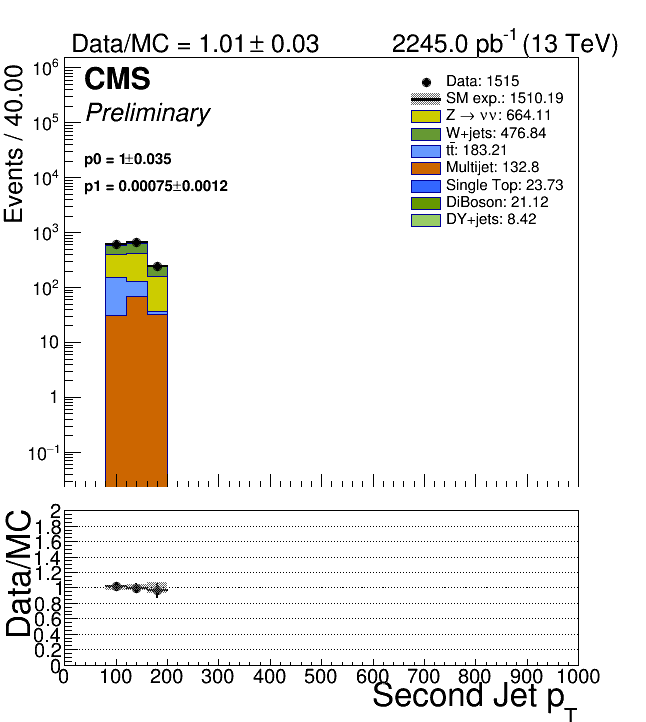 Data/MC = 1.01± 0.03
2245.0 pb⁻¹ (13 TeV)
CMS
Preliminary
p0 = 1±0.035
p1 = 0.00075±0.0012
Data: 1515
SM exp.: 1510.19
Z → νν: 664.11
W+jets: 476.84
tt̄: 183.21
Multijet: 132.8
Single Top: 23.73
DiBoson: 21.12
DY+jets: 8.42
Events / 40.00
10⁶
10⁵
10⁴
10³
10²
10
1
10⁻¹
Data/MC
2
1.8
1.6
1.4
1.2
1
0.8
0.6
0.4
0.2
0
0 100 200 300 400 500 600 700 800 900 1000
Second Jet p_T